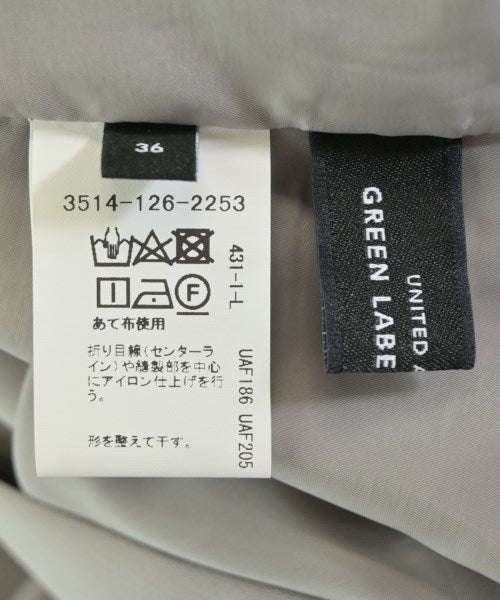 36
3514-126-2253
F
あて布使用
折り目線(センターラ
イン)や縫製部を中心
にアイロン仕上げを行
う。
形を整えて干す。
431-1-L
UAF186 UAF205
UNITED A
GREEN LABE